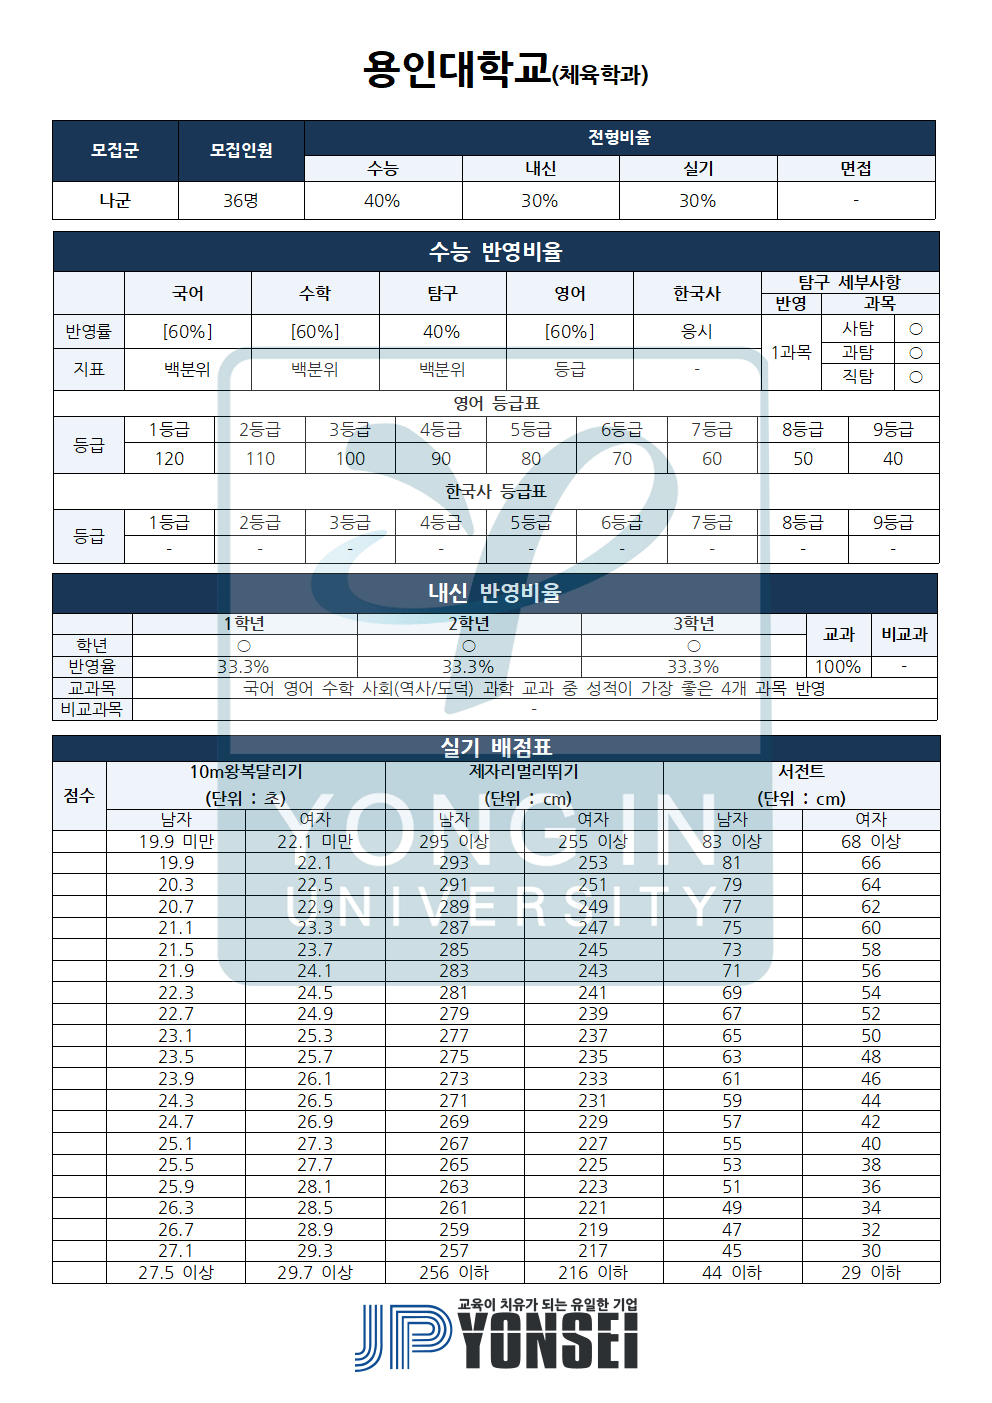 용인대학교(체육학과)
모집군 모집인원 전형비율
수능 내신 실기 면접
나군 36명 40% 30% 30% -
수능 반영비율
국어 수학 탐구 영어 한국사 탐구 세부사항
반영 과목
반영률 [60%] [60%] 40% [60%] 응시 1과목 사탐 ○
과탐 ○
지표 백분위 백분위 백분위 등급 - 직탐 ○
영어 등급표
등급 1등급 2등급 3등급 4등급 5등급 6등급 7등급 8등급 9등급
120 110 100 90 80 70 60 50 40
한국사 등급표
등급 1등급 2등급 3등급 4등급 5등급 6등급 7등급 8등급 9등급
- - - - - - - - -
내신 반영비율
1학년 2학년 3학년 교과 비교과
학년 ○ ○ ○
반영율 33.3% 33.3% 33.3% 100% -
교과목 국어 영어 수학 사회(역사/도덕) 과학 교과 중 성적이 가장 좋은 4개 과목 반영
비교과목 -
실기 배점표
점수 10m왕복달리기 제자리멀리뛰기 서전트
(단위 : 초) (단위 : cm) (단위 : cm)
남자 여자 남자 여자 남자 여자
19.9 미만 22.1 미만 295 이상 255 이상 83 이상 68 이상
19.9 22.1 293 253 81 66
20.3 22.5 291 251 79 64
20.7 22.9 289 249 77 62
21.1 23.3 287 247 75 60
21.5 23.7 285 245 73 58
21.9 24.1 283 243 71 56
22.3 24.5 281 241 69 54
22.7 24.9 279 239 67 52
23.1 25.3 277 237 65 50
23.5 25.7 275 235 63 48
23.9 26.1 273 233 61 46
24.3 26.5 271 231 59 44
24.7 26.9 269 229 57 42
25.1 27.3 267 227 55 40
25.5 27.7 265 225 53 38
25.9 28.1 263 223 51 36
26.3 28.5 261 221 49 34
26.7 28.9 259 219 47 32
27.1 29.3 257 217 45 30
27.5 이상 29.7 이상 256 이하 216 이하 44 이하 29 이하
YONG IN
UNIVERSITY
교육이 치유가 되는 유일한 기업
JP YONSEI